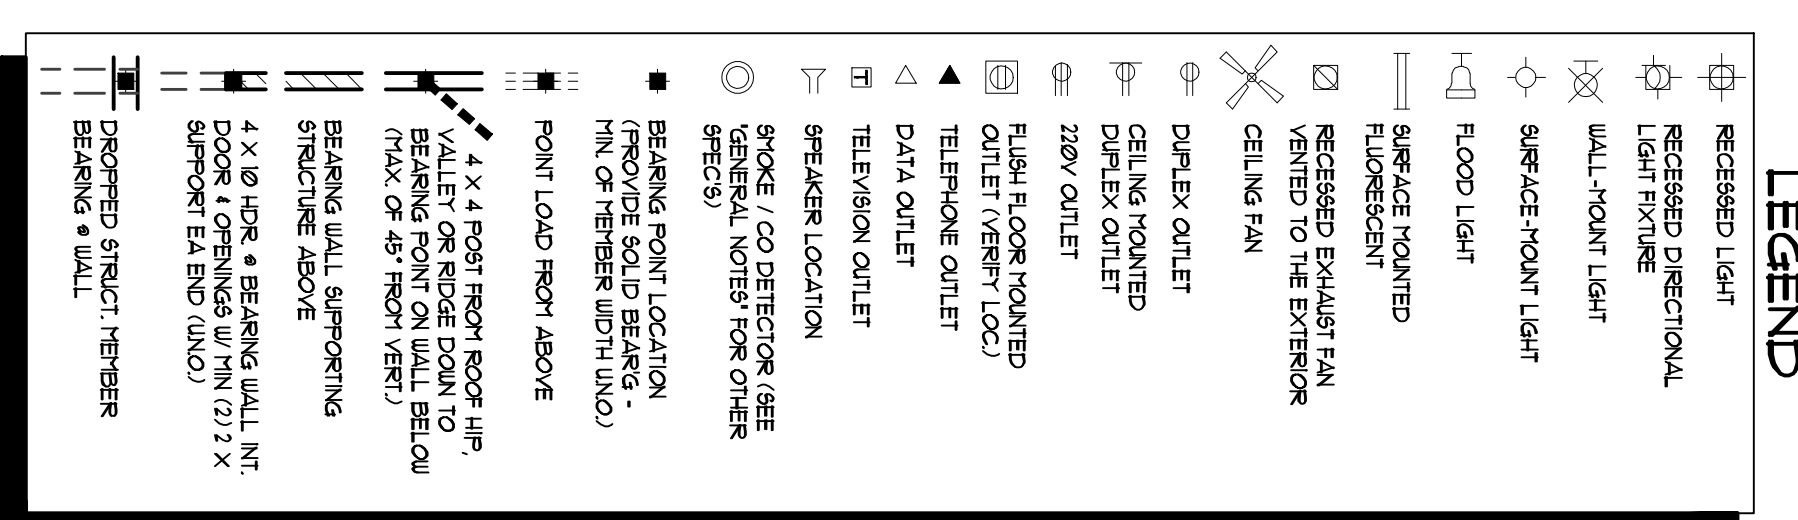 LEGEND
RECESSED LIGHT
RECESSED DIRECTIONAL
LIGHT FIXTURE
WALL-MOUNT LIGHT
SURFACE-MOUNT LIGHT
FLOOD LIGHT
SURFACE MOUNTED
FLUORESCENT
RECESSED EXHAUST FAN
VENTED TO THE EXTERIOR
CEILING FAN
DUPLEX OUTLET
CEILING MOUNTED
DUPLEX OUTLET
220V OUTLET
FLUSH FLOOR MOUNTED
OUTLET (VERIFY LOC.)
TELEPHONE OUTLET
DATA OUTLET
T
TELEVISION OUTLET
SPEAKER LOCATION
SMOKE / CO DETECTOR (SEE
'GENERAL NOTES' FOR OTHER
SPEC'S)
BEARING POINT LOCATION
(PROVIDE SOLID BEAR'G -
MIN. OF MEMBER WIDTH U.N.O.)
POINT LOAD FROM ABOVE
4 X 4 POST FROM ROOF HIP,
VALLEY OR RIDGE DOWN TO
BEARING POINT ON WALL BELOW
(MAX. OF 45° FROM VERT.)
BEARING WALL SUPPORTING
STRUCTURE ABOVE
4 X 10 HDR. @ BEARING WALL INT.
DOOR & OPENINGS W/ MIN (2) 2 X
SUPPORT EA END (U.N.O.)
DROPPED STRUCT. MEMBER
BEARING @ WALL